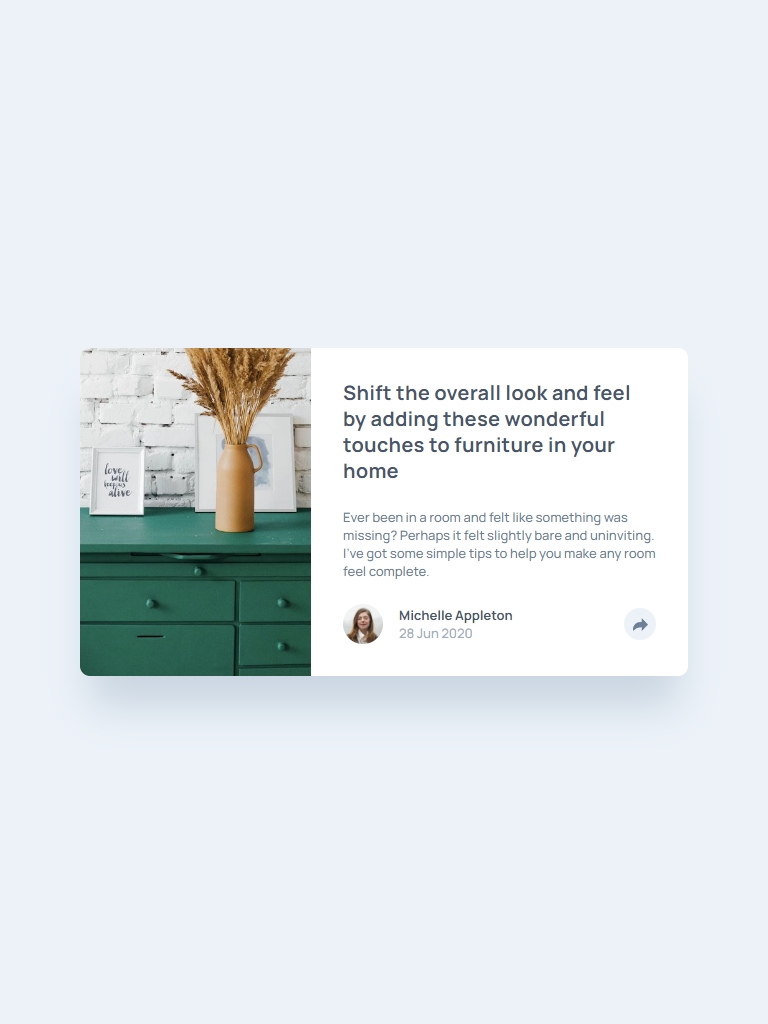 love
will
keep us
alive
Shift the overall look and feel
by adding these wonderful
touches to furniture in your
home
Ever been in a room and felt like something was
missing? Perhaps it felt slightly bare and uninviting.
I've got some simple tips to help you make any room
feel complete.
Michelle Appleton
28 Jun 2020